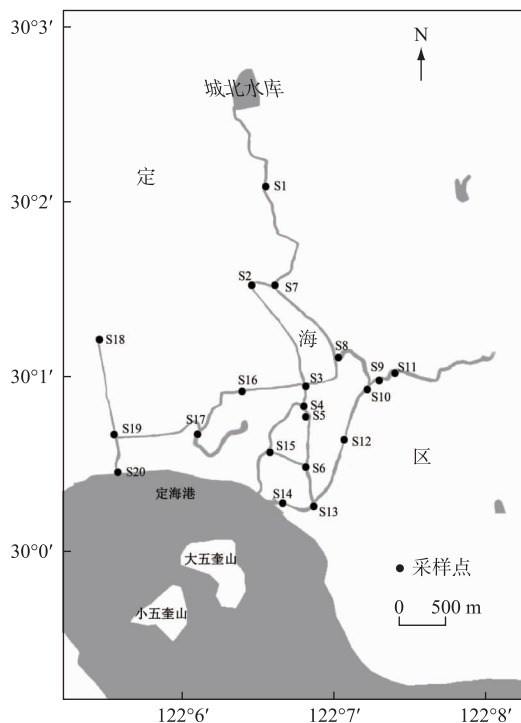 30°3′
N
城北水库
定
S1
30°2′
S2
S7
海
S8
S18
S9
S11
30°1′
S16
S3
S10
S4
S19
S17
S5
S12
S15
区
S20
S6
定海港
S14
S13
30°0′
大五奎山
采样点
小五奎山
0 500 m
122°6′
122°7′
122°8′